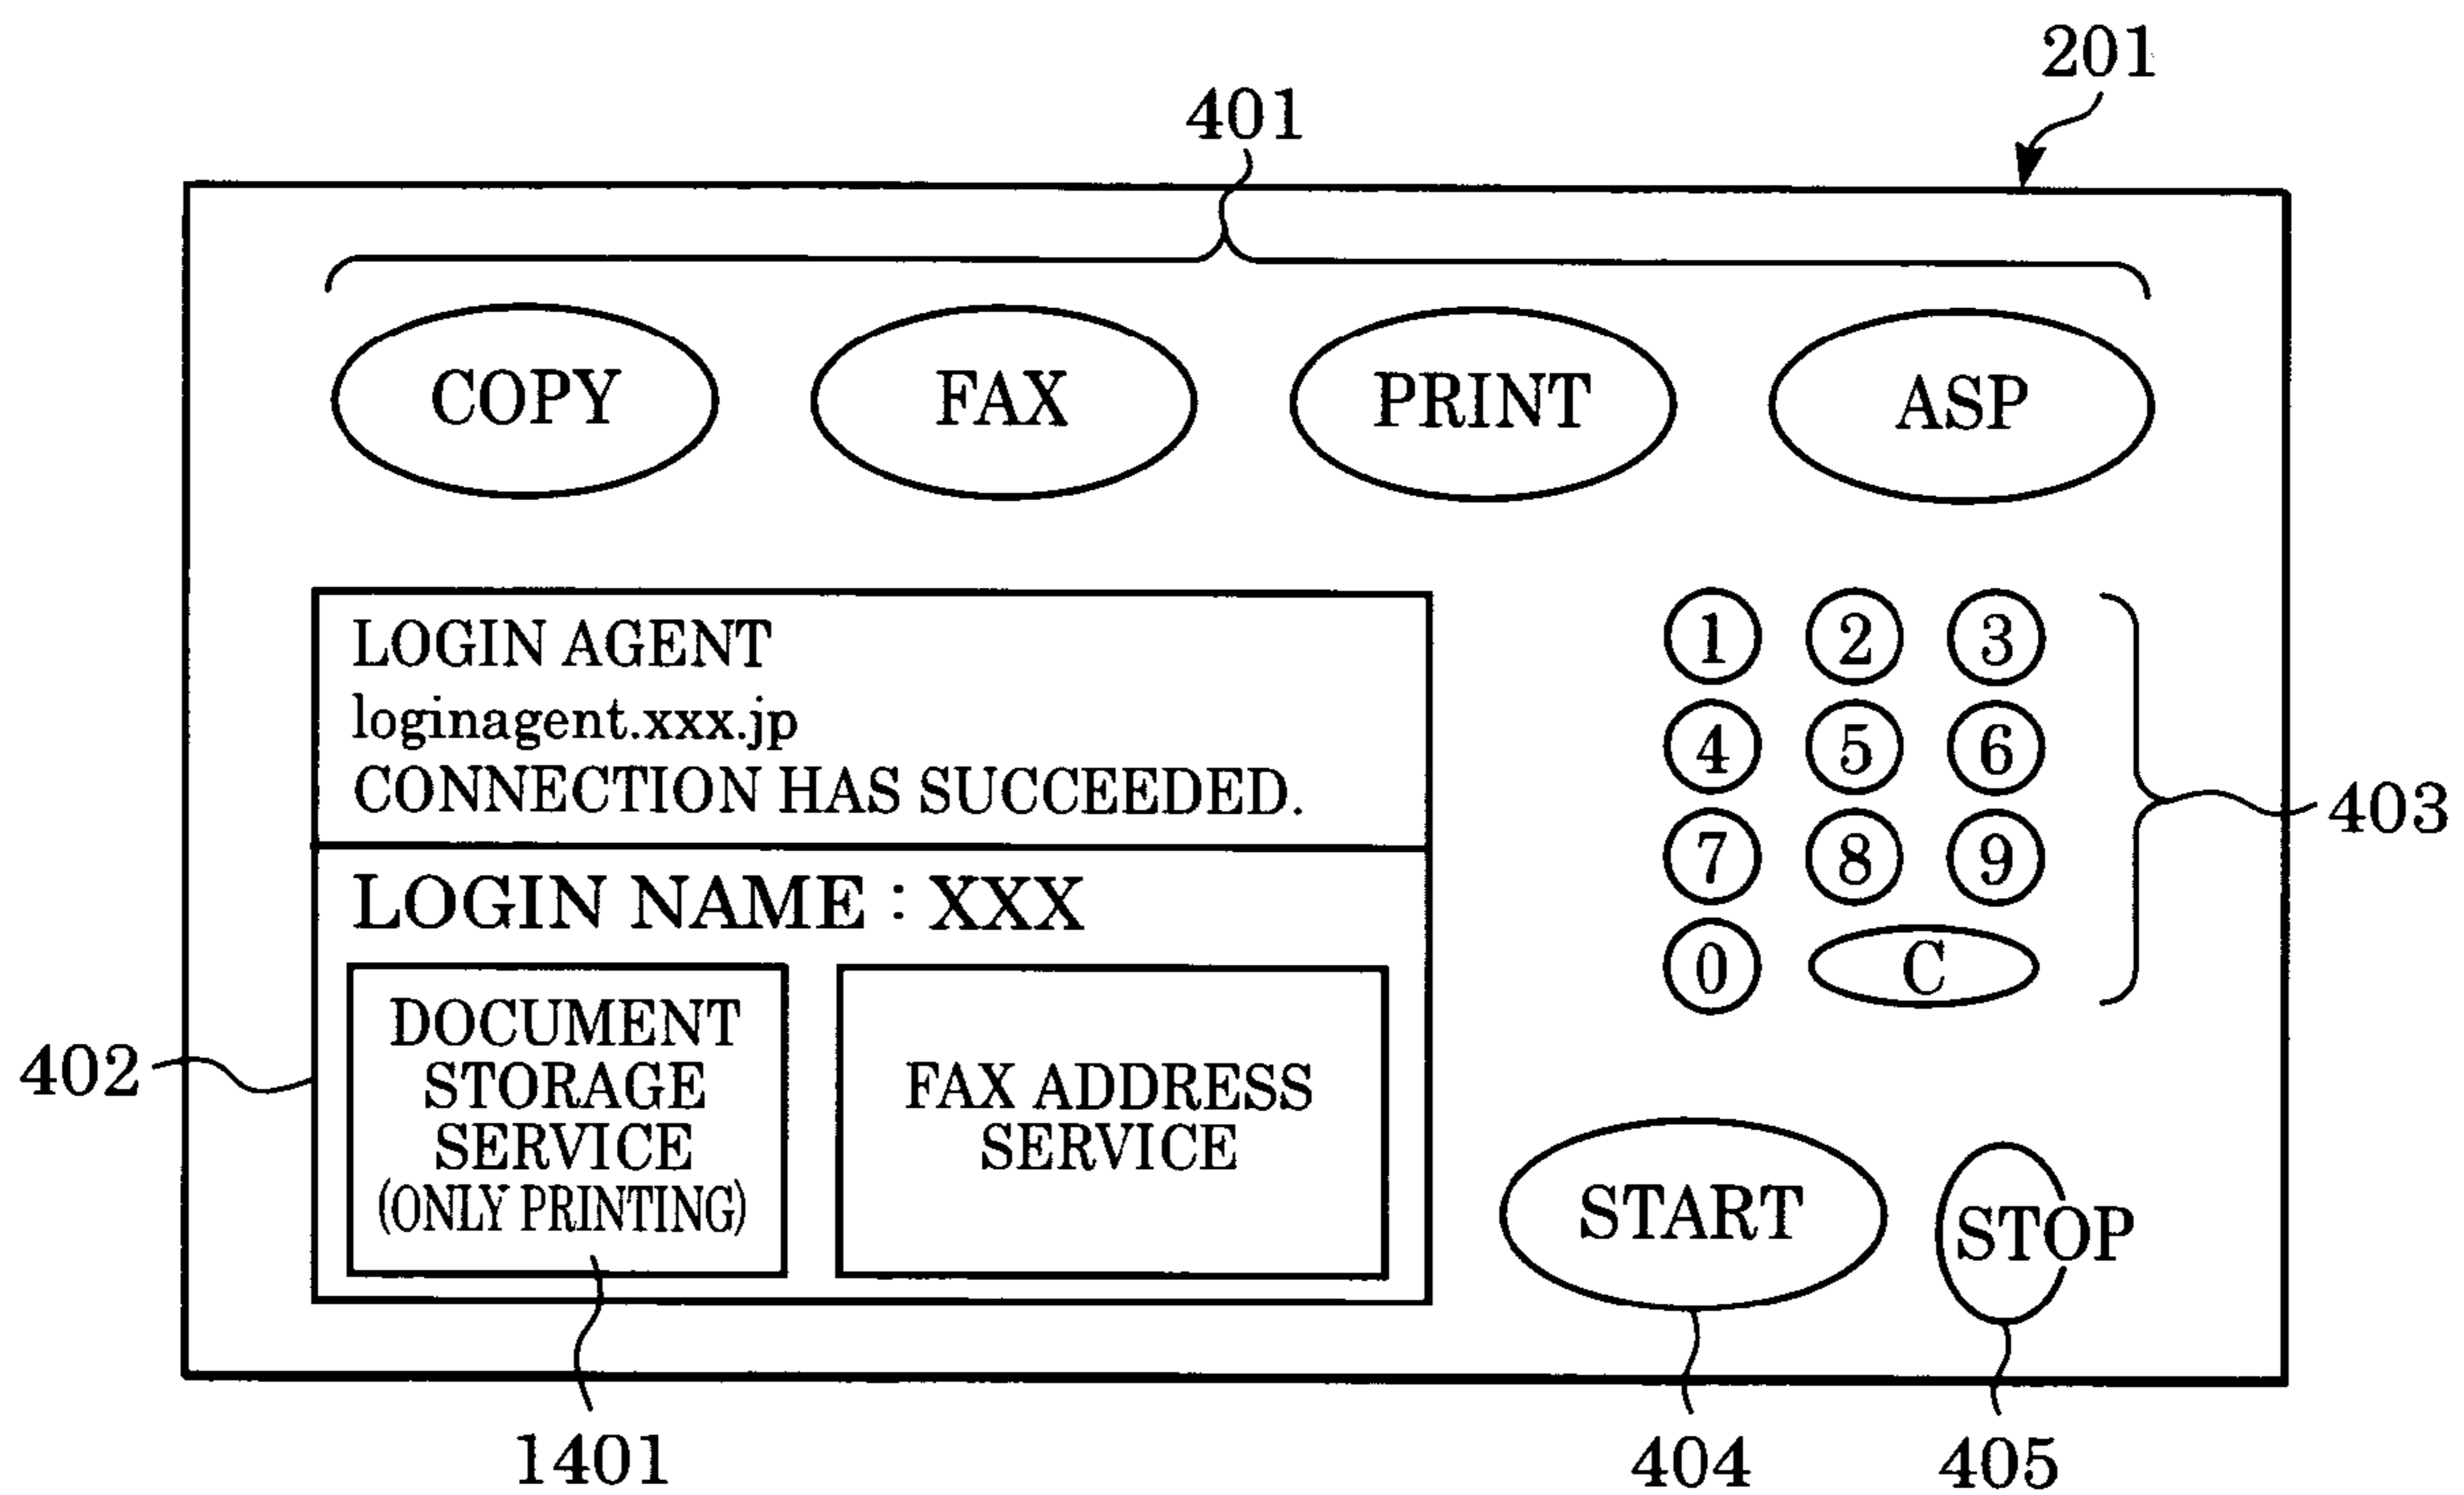 201
401
COPY FAX PRINT ASP
LOGIN AGENT
loginagent.xxx.jp
CONNECTION HAS SUCCEEDED.
LOGIN NAME : XXX
DOCUMENT
STORAGE
SERVICE
(ONLY PRINTING)
FAX ADDRESS
SERVICE
1 2 3
4 5 6
7 8 9
0 C
403
402
START
STOP
1401
404
405